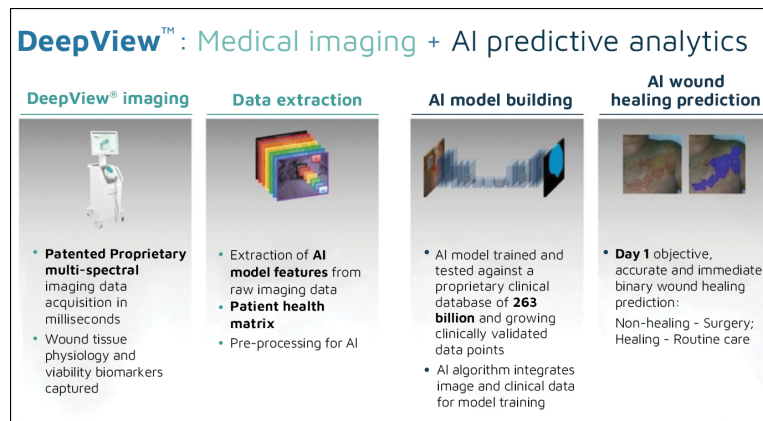 DeepView™: Medical imaging + AI predictive analytics
DeepView® imaging
• Patented Proprietary
multi-spectral
imaging data
acquisition in
milliseconds
• Wound tissue
physiology and
viability biomarkers
captured
Data extraction
• Extraction of AI
model features from
raw imaging data
• Patient health
matrix
• Pre-processing for AI
AI model building
• AI model trained and
tested against a
proprietary clinical
database of 263
billion and growing
clinically validated
data points
• AI algorithm integrates
image and clinical data
for model training
AI wound
healing prediction
• Day 1 objective,
accurate and immediate
binary wound healing
prediction:
Non-healing - Surgery;
Healing - Routine care